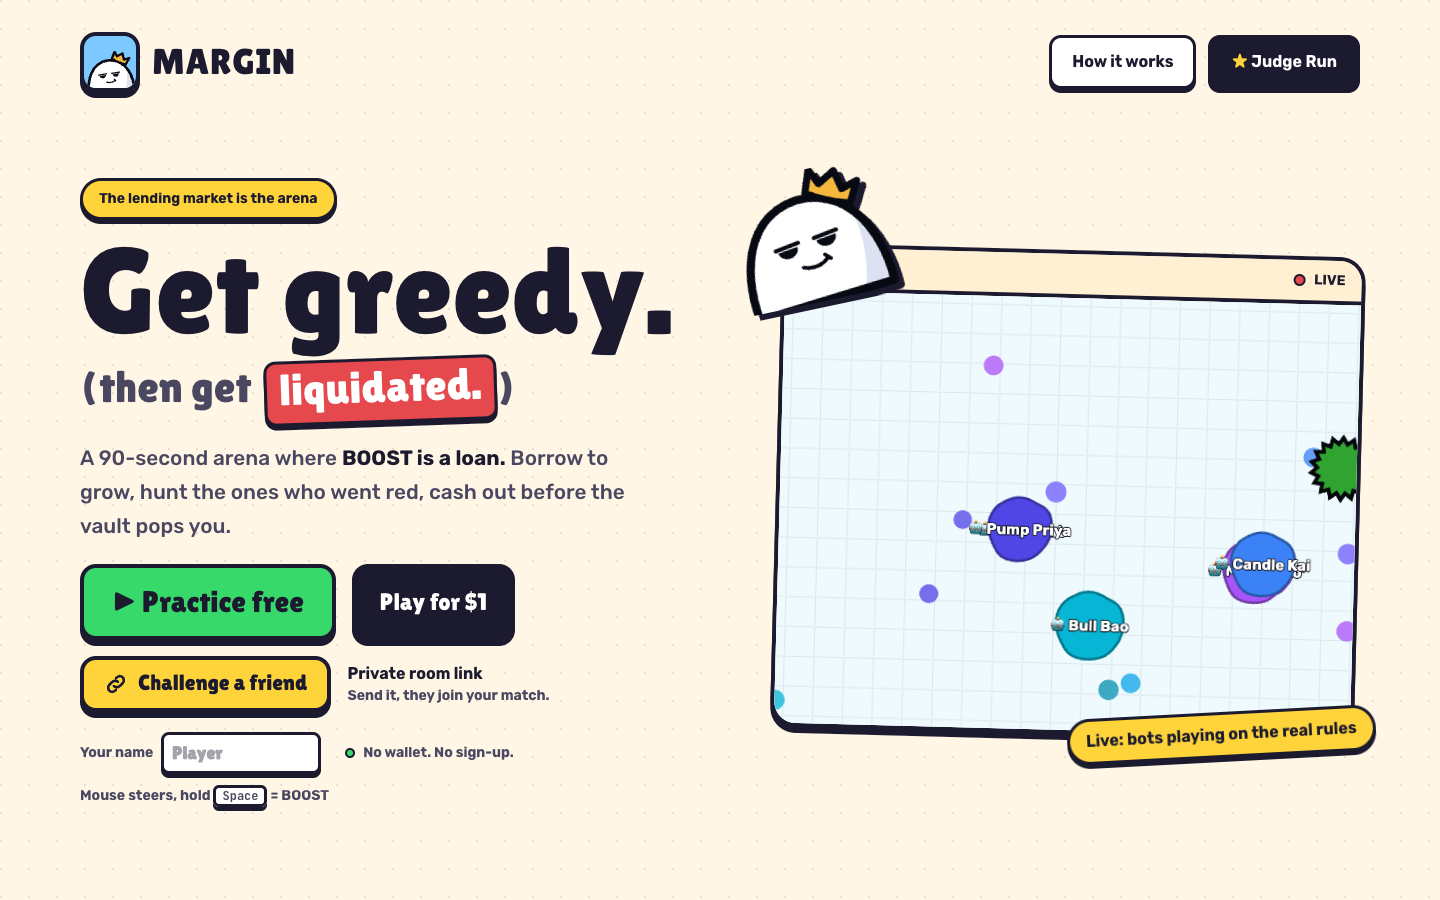 MARGIN
How it works
Judge Run
The lending market is the arena
Get greedy.
(then get liquidated.)
A 90-second arena where BOOST is a loan. Borrow to
grow, hunt the ones who went red, cash out before the
vault pops you.
Practice free
Play for $1
Challenge a friend
Private room link
Send it, they join your match.
Your name
Player
No wallet. No sign-up.
Mouse steers, hold Space = BOOST
LIVE
Pump Priya
Candle Kai
Bull Bao
Live: bots playing on the real rules